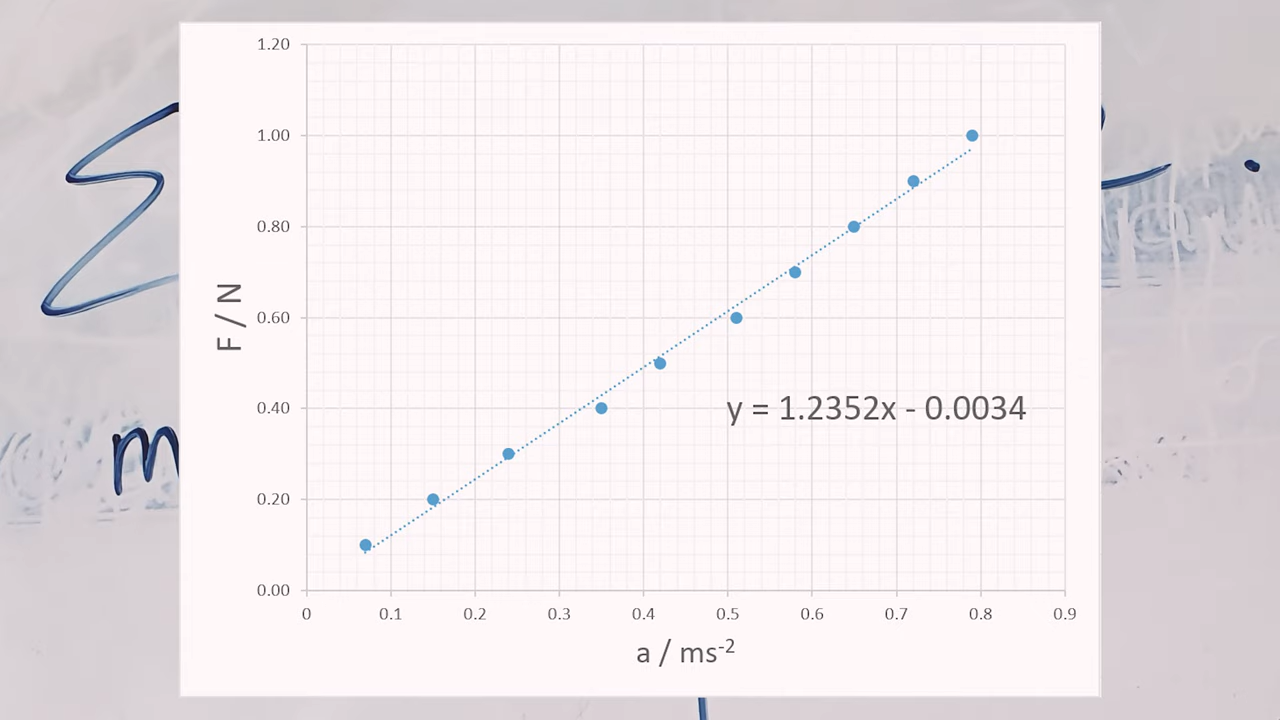 1.20
1.00
0.80
0.60
0.40
0.20
0.00
F / N
y = 1.2352x - 0.0034
0 0.1 0.2 0.3 0.4 0.5 0.6 0.7 0.8 0.9
a / ms⁻²
m